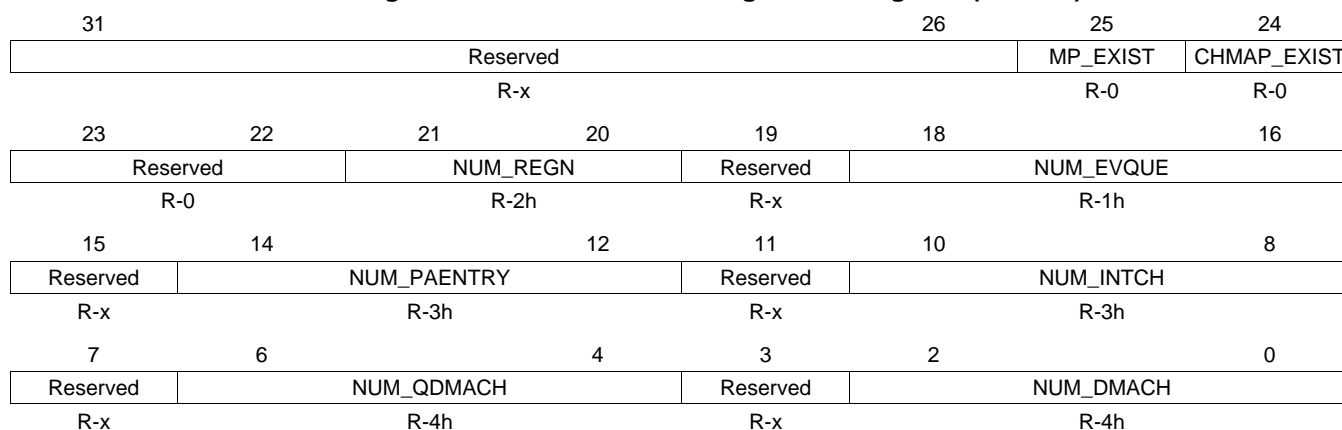 31 26 25 24
Reserved MP_EXIST CHMAP_EXIST
R-x R-0 R-0
23 22 21 20 19 18 16
Reserved NUM_REGN Reserved NUM_EVQUE
R-0 R-2h R-x R-1h
15 14 12 11 10 8
Reserved NUM_PAENTRY Reserved NUM_INTCH
R-x R-3h R-x R-3h
7 6 4 3 2 0
Reserved NUM_QDMACH Reserved NUM_DMACH
R-x R-4h R-x R-4h